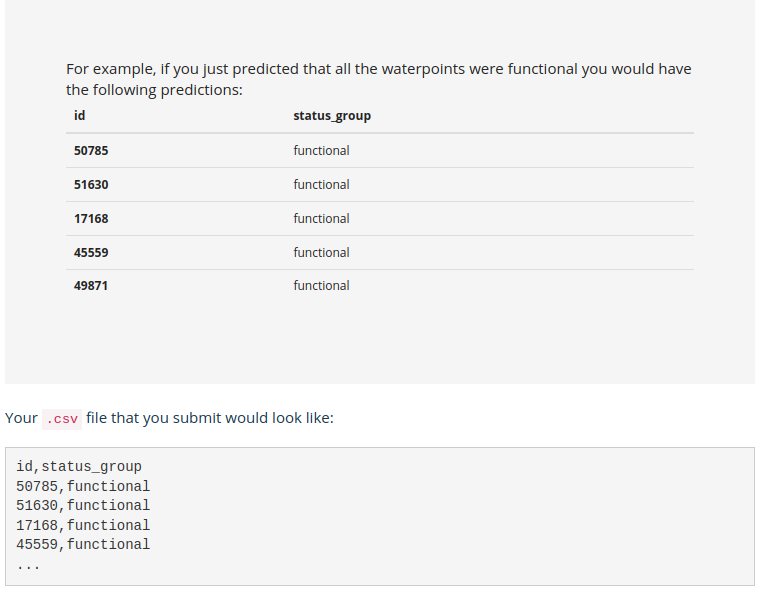 For example, if you just predicted that all the waterpoints were functional you would have
the following predictions:
id status_group
50785 functional
51630 functional
17168 functional
45559 functional
49871 functional
Your .csv file that you submit would look like:
id,status_group
50785,functional
51630,functional
17168,functional
45559,functional
...